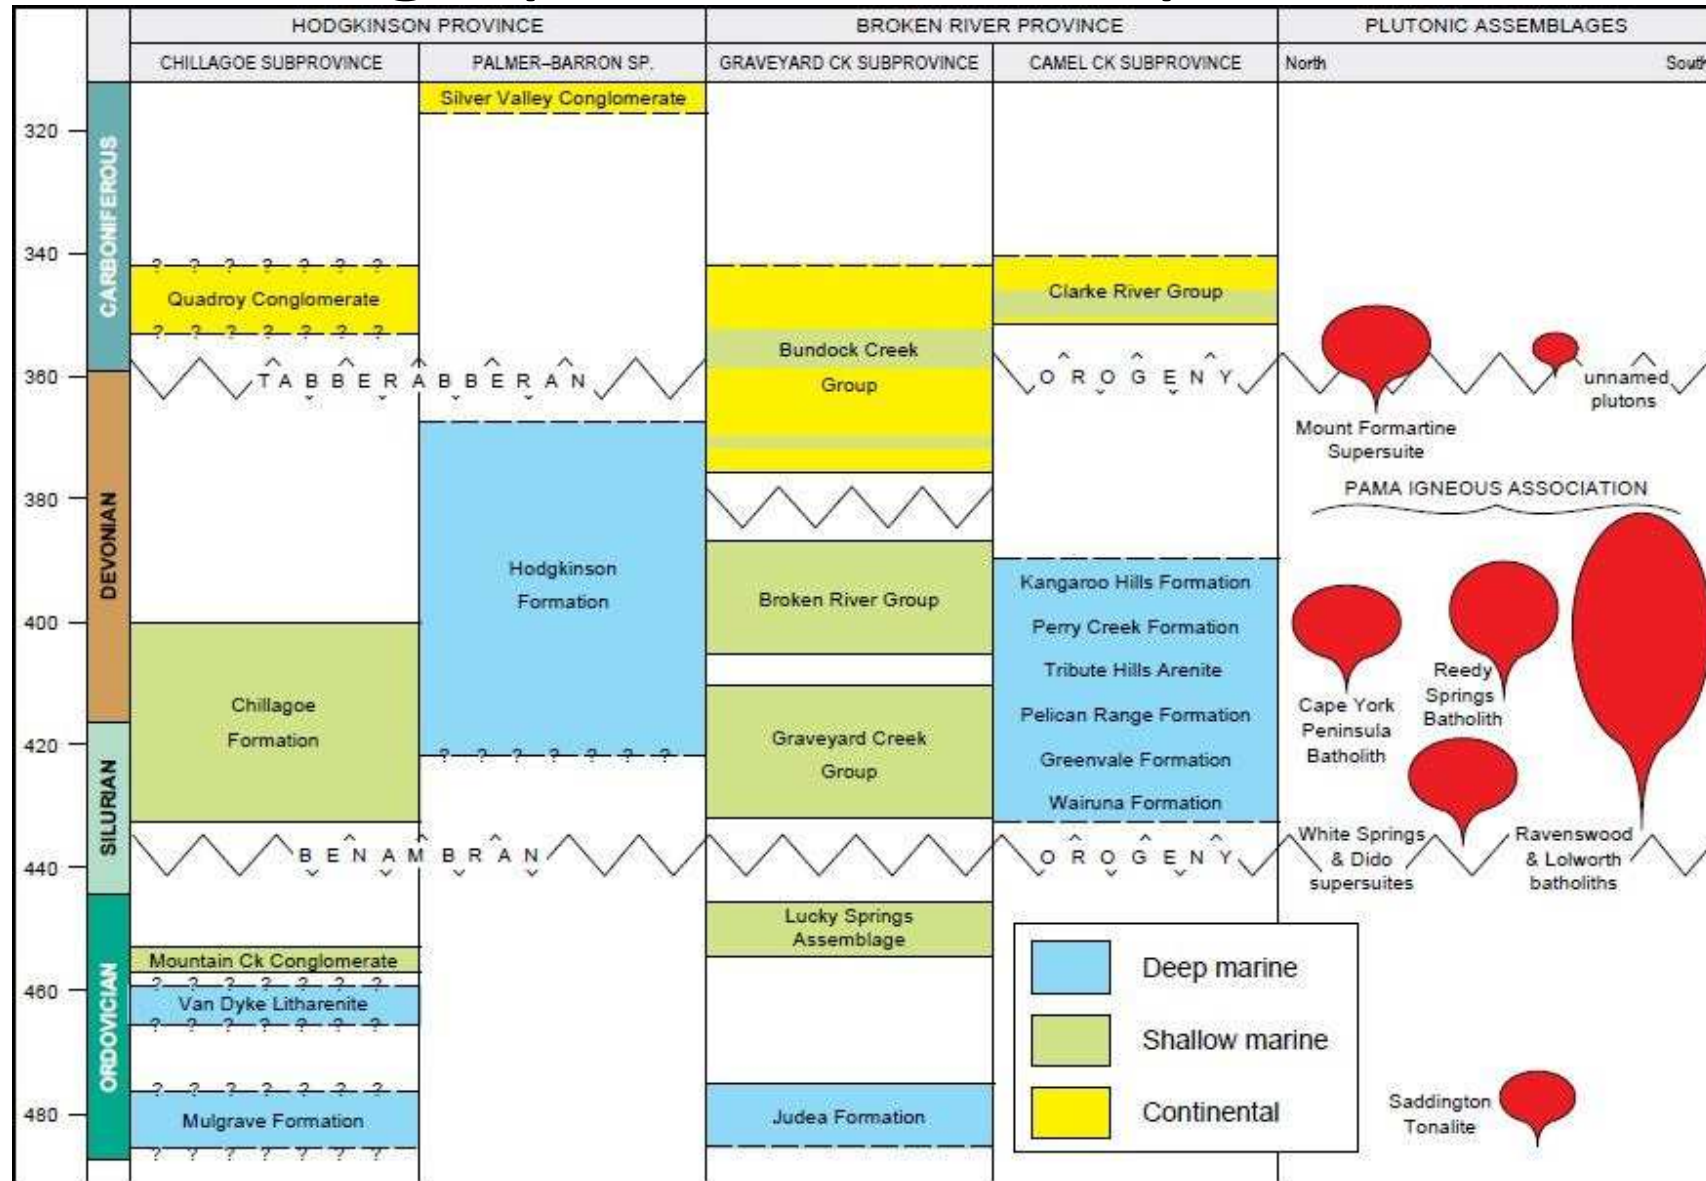 HODGKINSON PROVINCE
BROKEN RIVER PROVINCE
PLUTONIC ASSEMBLAGES
CHILLAGOE SUBPROVINCE
PALMER–BARRON SP.
GRAVEYARD CK SUBPROVINCE
CAMEL CK SUBPROVINCE
North
South
320
340
360
380
400
420
440
460
480
CARBONIFEROUS
DEVONIAN
SILURIAN
ORDOVICIAN
? ? ? ? ? ? ?
Quadroy Conglomerate
? ? ? ? ? ? ?
TABBERABBERAN
Chillagoe
Formation
BENAMBRAN
Mountain Ck Conglomerate
? ? ? ? ? ? ?
Van Dyke Litharenite
? ? ? ? ? ? ?
? ? ? ? ? ? ?
Mulgrave Formation
? ? ? ? ? ? ?
Silver Valley Conglomerate
Hodgkinson
Formation
? ? ? ? ? ? ?
Bundock Creek
Group
Broken River Group
Graveyard Creek
Group
Lucky Springs
Assemblage
Judea Formation
Clarke River Group
OROGENY
Kangaroo Hills Formation
Perry Creek Formation
Tribute Hills Arenite
Pelican Range Formation
Greenvale Formation
Wairuna Formation
OROGENY
unnamed
plutons
Mount Formartine
Supersuite
PAMA IGNEOUS ASSOCIATION
Cape York
Peninsula
Batholith
Reedy
Springs
Batholith
White Springs
& Dido
supersuites
Ravenswood
& Lolworth
batholiths
Saddington
Tonalite
Deep marine
Shallow marine
Continental